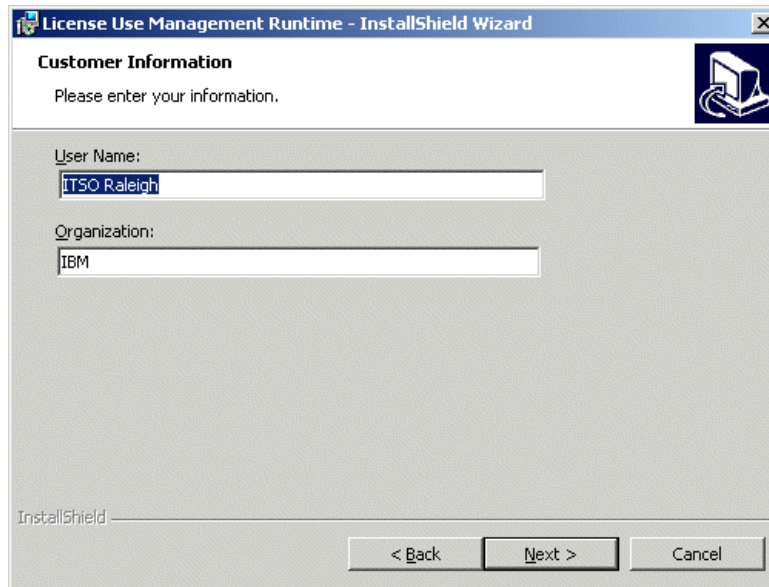 License Use Management Runtime - InstallShield Wizard
Customer Information
Please enter your information.
User Name:
ITSO Raleigh
Organization:
IBM
InstallShield
< Back
Next >
Cancel